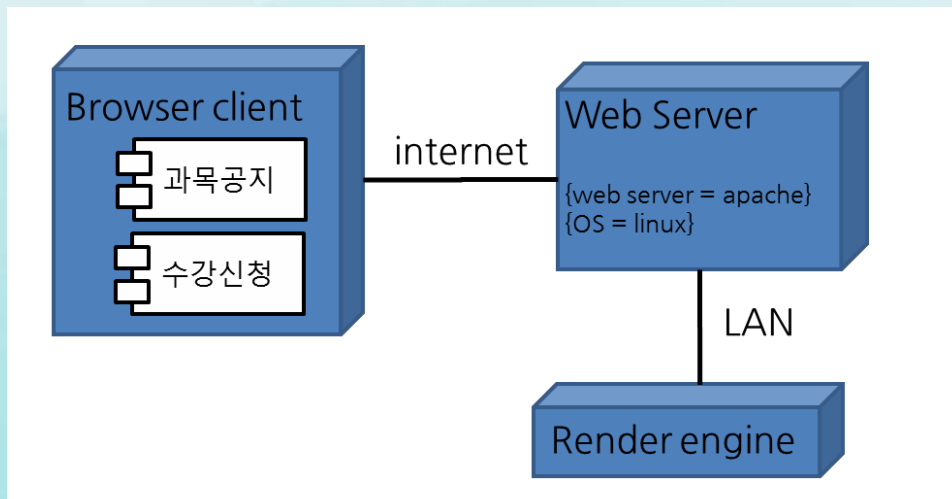 Browser client
과목공지
수강신청
internet
Web Server
{web server = apache}
{OS = linux}
LAN
Render engine